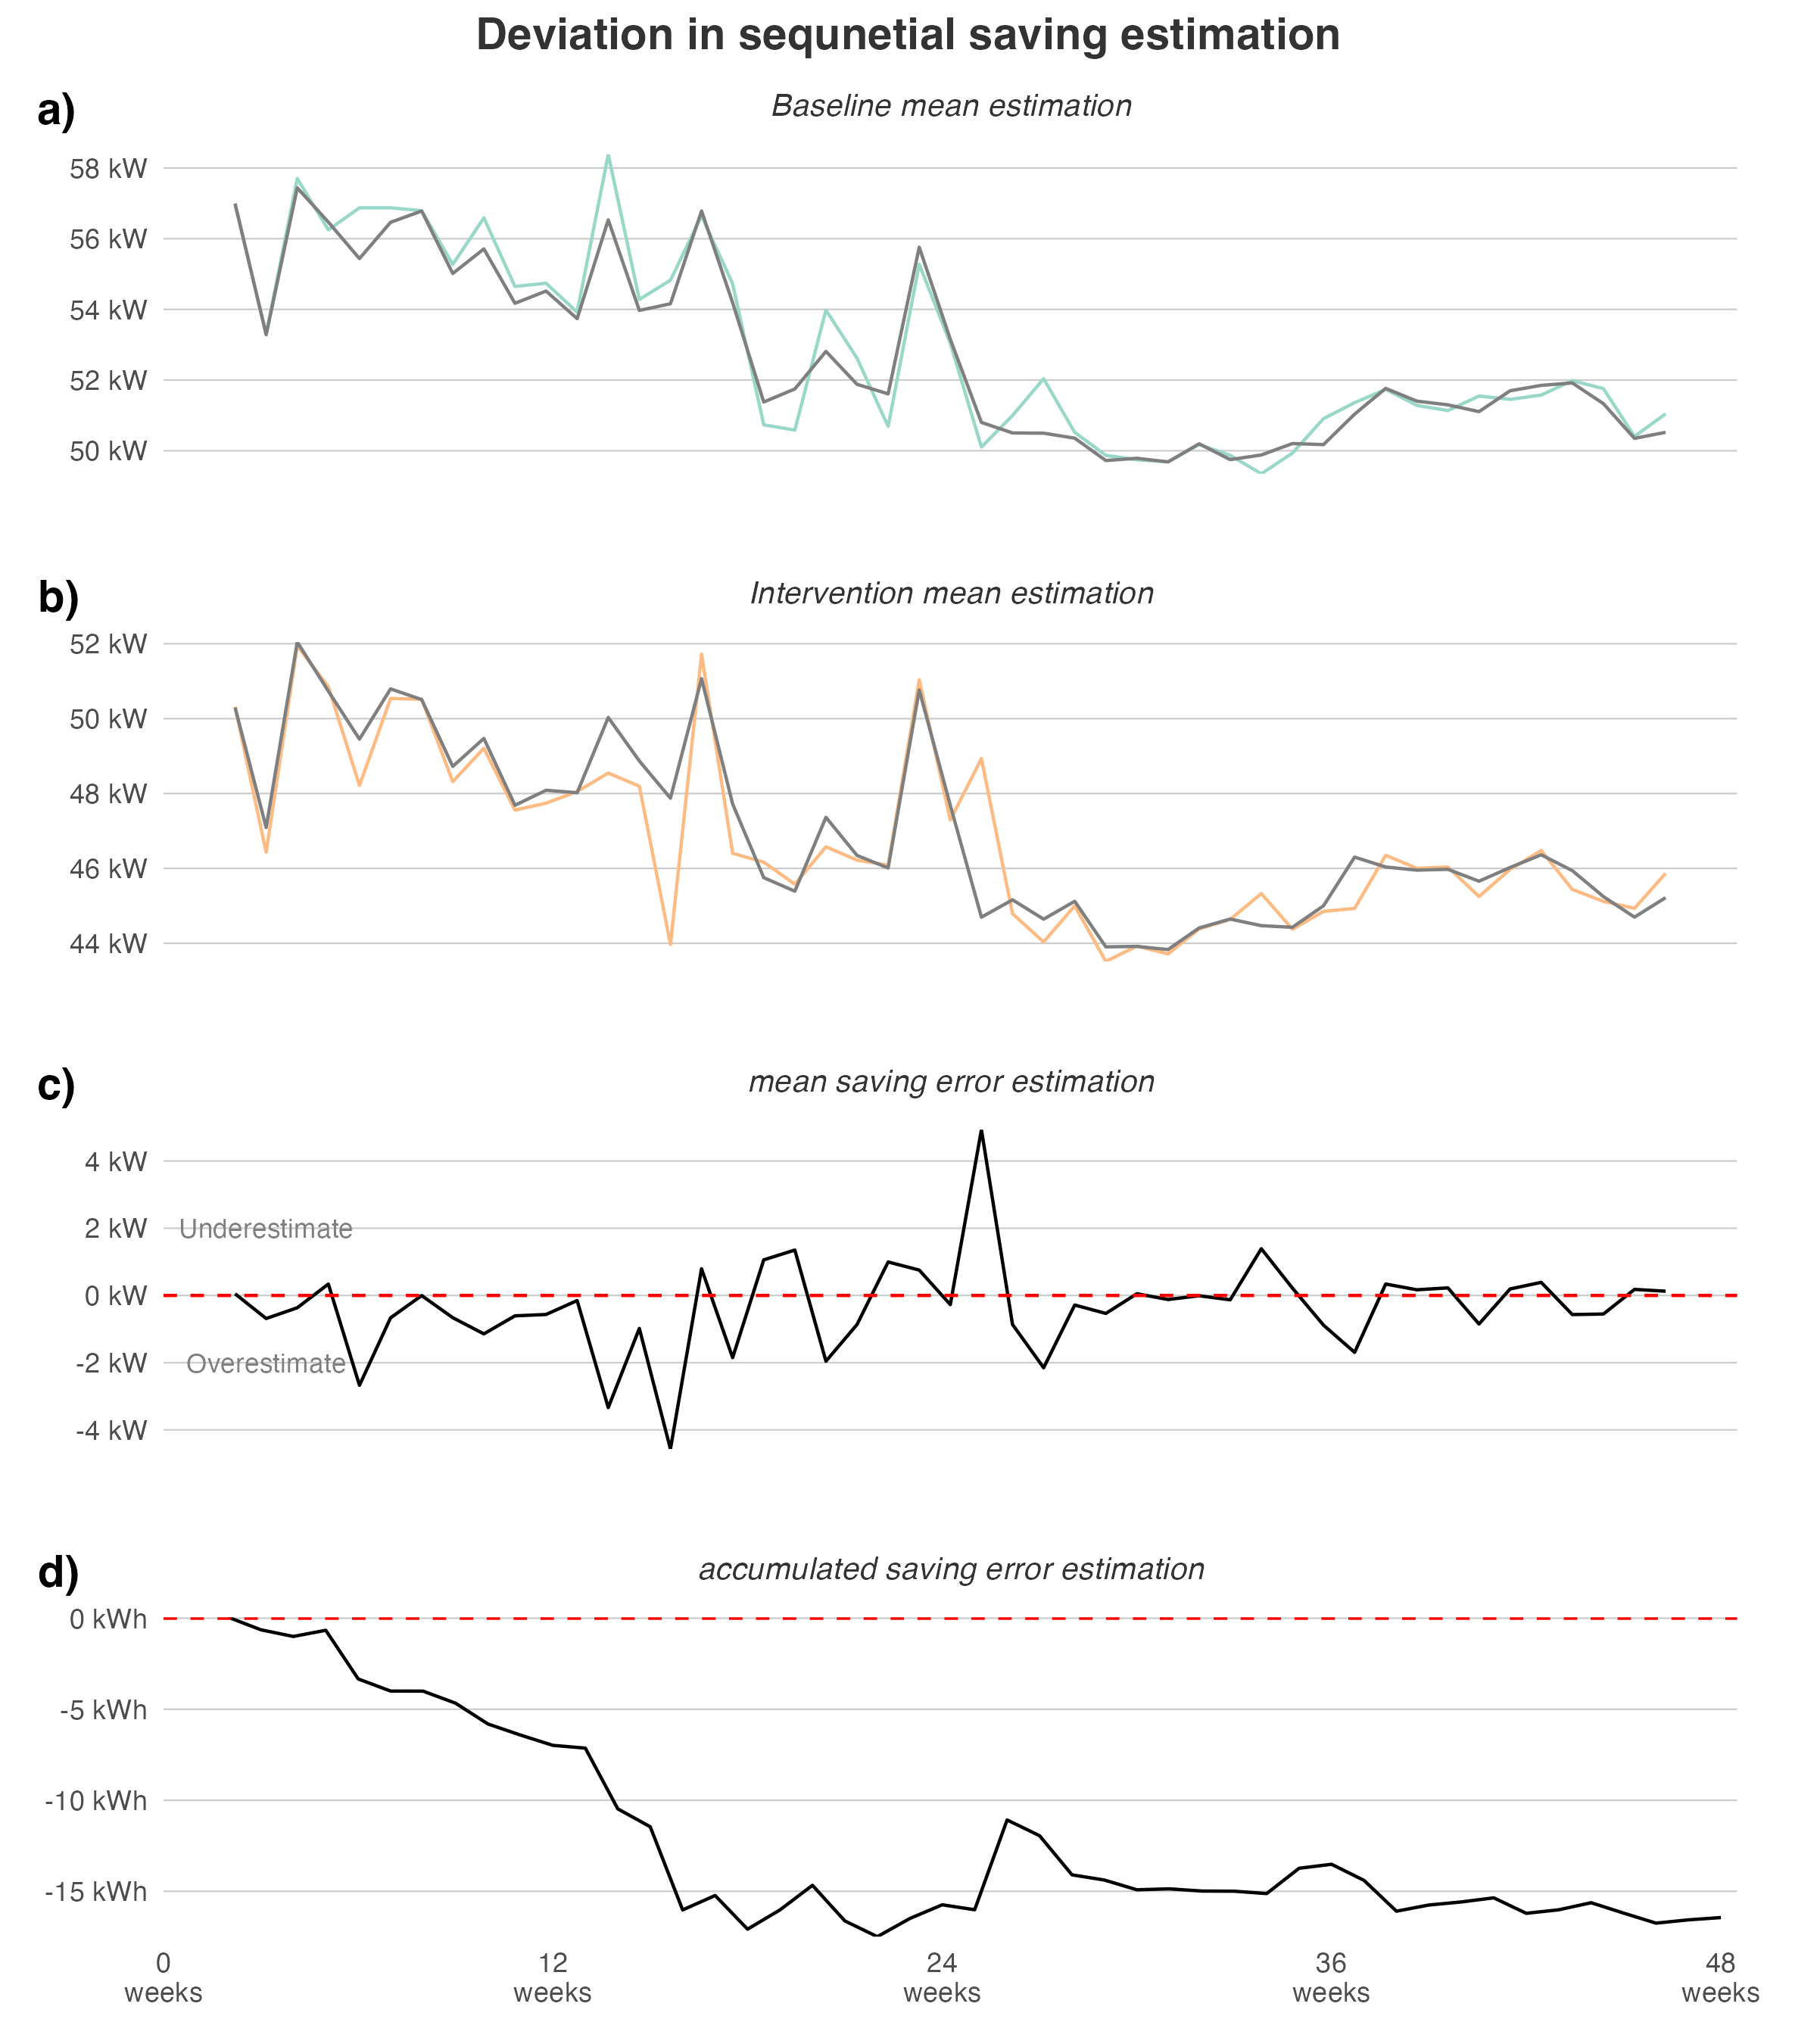 Deviation in sequnetial saving estimation
a)
Baseline mean estimation
58 kW
56 kW
54 kW
52 kW
50 kW
b)
Intervention mean estimation
52 kW
50 kW
48 kW
46 kW
44 kW
c)
mean saving error estimation
4 kW
2 kW
Underestimate
0 kW
-2 kW
Overestimate
-4 kW
d)
accumulated saving error estimation
0 kWh
-5 kWh
-10 kWh
-15 kWh
0
weeks
12
weeks
24
weeks
36
weeks
48
weeks